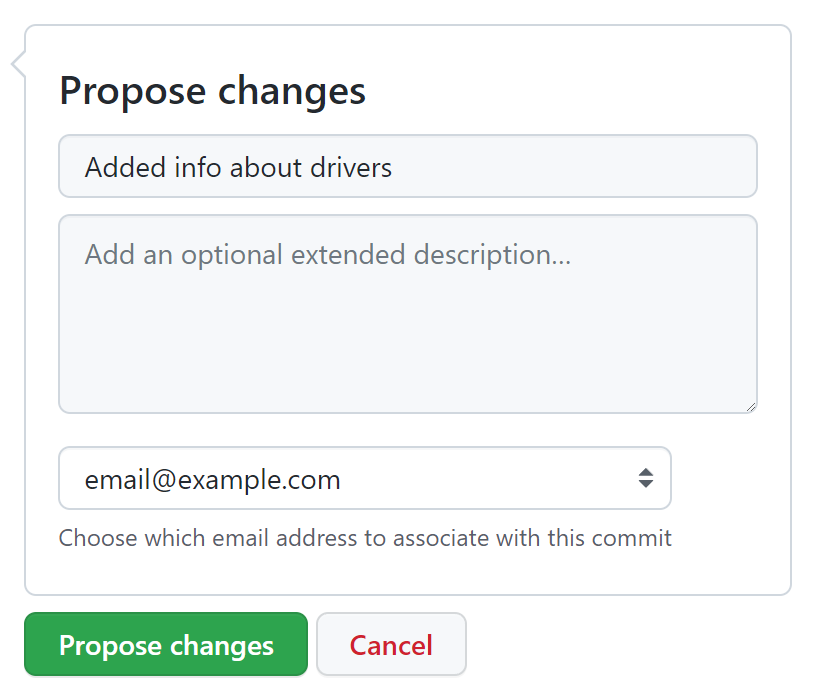 Propose changes
Added info about drivers
Add an optional extended description...
email@example.com
Choose which email address to associate with this commit
Propose changes
Cancel